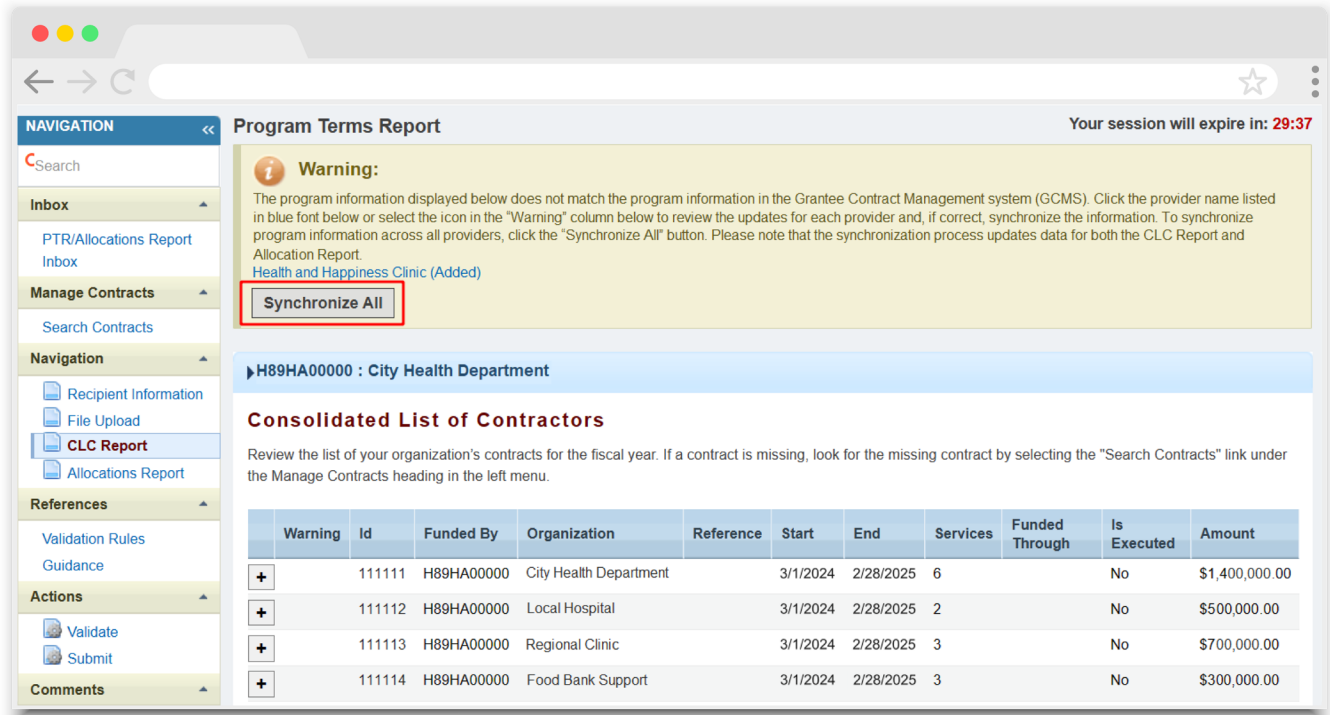 NAVIGATION «
Search
Inbox
PTR/Allocations Report
Inbox
Manage Contracts
Search Contracts
Navigation
Recipient Information
File Upload
CLC Report
Allocations Report
References
Validation Rules
Guidance
Actions
Validate
Submit
Comments
Program Terms Report
Your session will expire in: 29:37
Warning:
The program information displayed below does not match the program information in the Grantee Contract Management system (GCMS). Click the provider name listed
in blue font below or select the icon in the "Warning" column below to review the updates for each provider and, if correct, synchronize the information. To synchronize
program information across all providers, click the "Synchronize All" button. Please note that the synchronization process updates data for both the CLC Report and
Allocation Report.
Health and Happiness Clinic (Added)
Synchronize All
H89HA00000 : City Health Department
Consolidated List of Contractors
Review the list of your organization's contracts for the fiscal year. If a contract is missing, look for the missing contract by selecting the "Search Contracts" link under
the Manage Contracts heading in the left menu.
Warning Id Funded By Organization Reference Start End Services Funded Through Is Executed Amount
+ 111111 H89HA00000 City Health Department 3/1/2024 2/28/2025 6 No $1,400,000.00
+ 111112 H89HA00000 Local Hospital 3/1/2024 2/28/2025 2 No $500,000.00
+ 111113 H89HA00000 Regional Clinic 3/1/2024 2/28/2025 3 No $700,000.00
+ 111114 H89HA00000 Food Bank Support 3/1/2024 2/28/2025 3 No $300,000.00